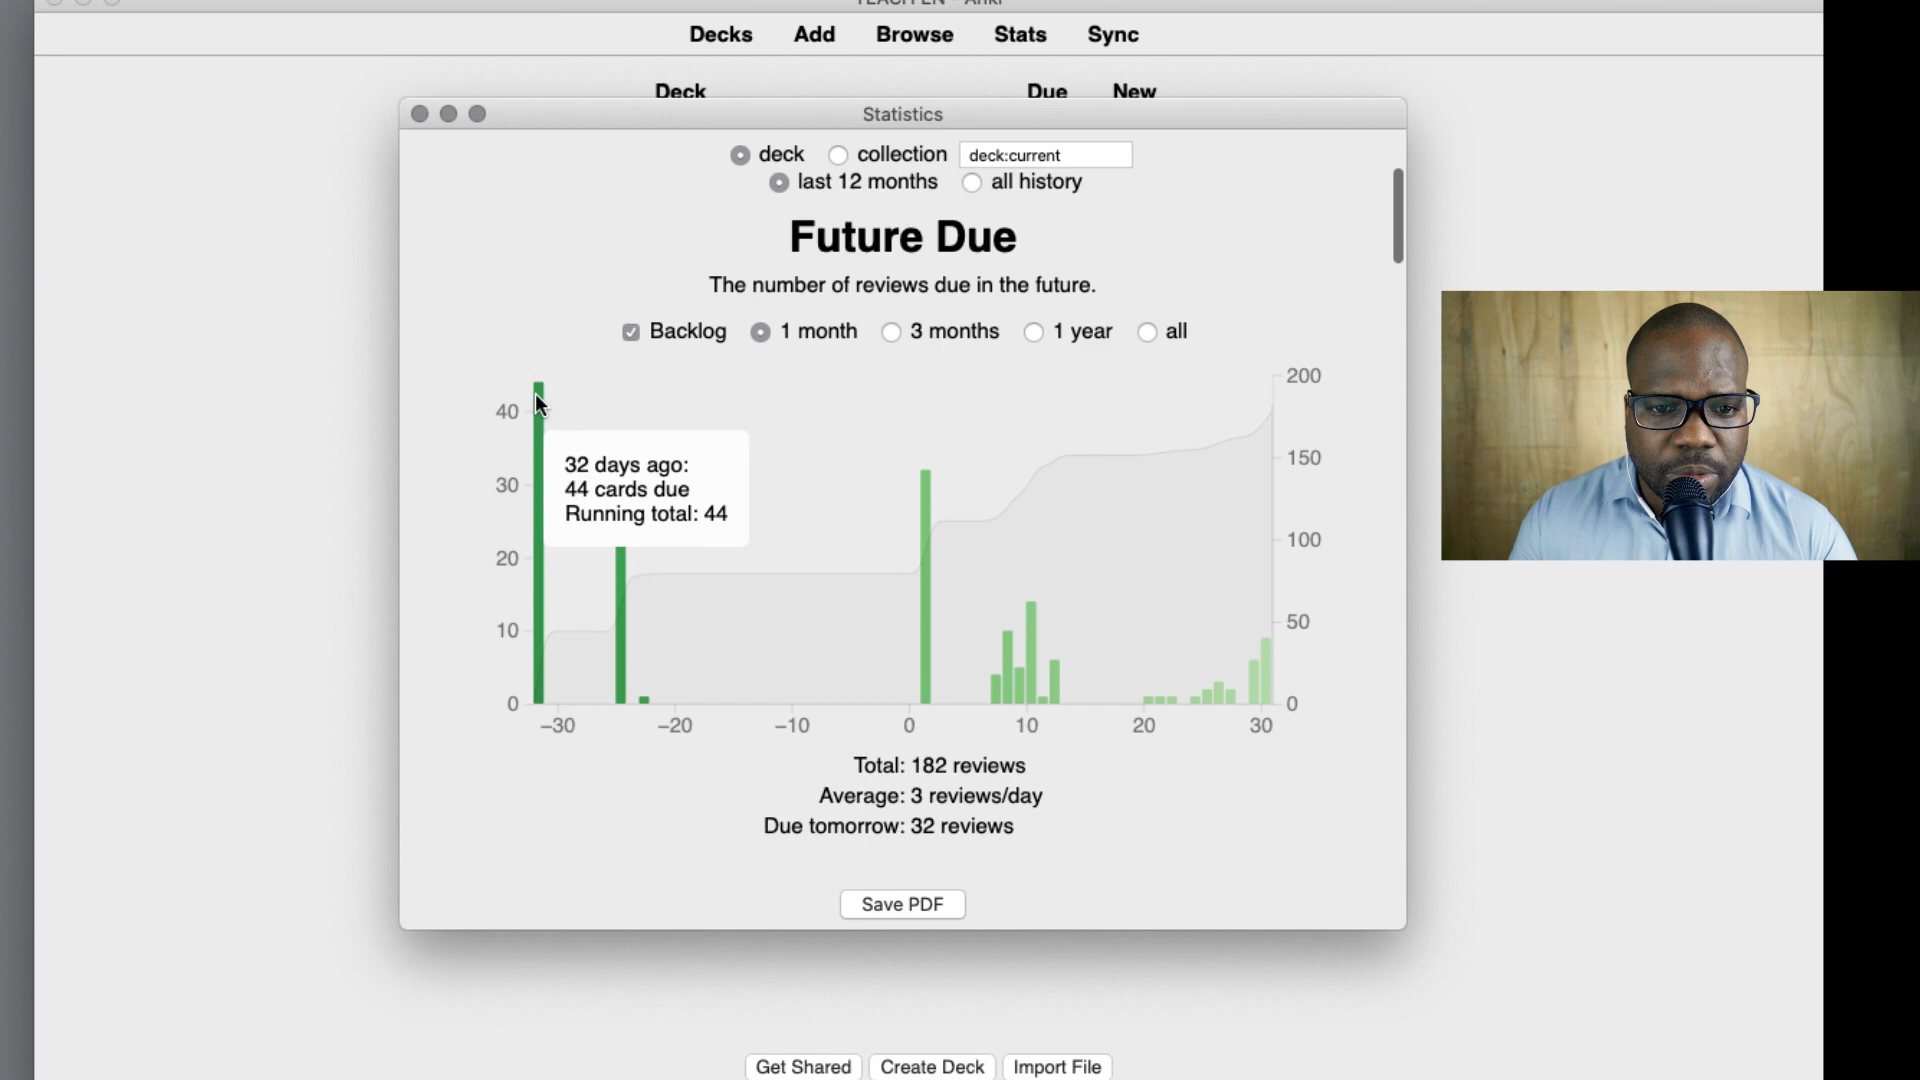 TEACH EN - Anki
Decks Add Browse Stats Sync
Deck Due New
Statistics
deck collection deck:current
last 12 months all history
Future Due
The number of reviews due in the future.
Backlog 1 month 3 months 1 year all
200
40
150
30
100
20
50
10
0 0
−30 −20 −10 0 10 20 30
32 days ago:
44 cards due
Running total: 44
Total: 182 reviews
Average: 3 reviews/day
Due tomorrow: 32 reviews
Save PDF
Get Shared Create Deck Import File